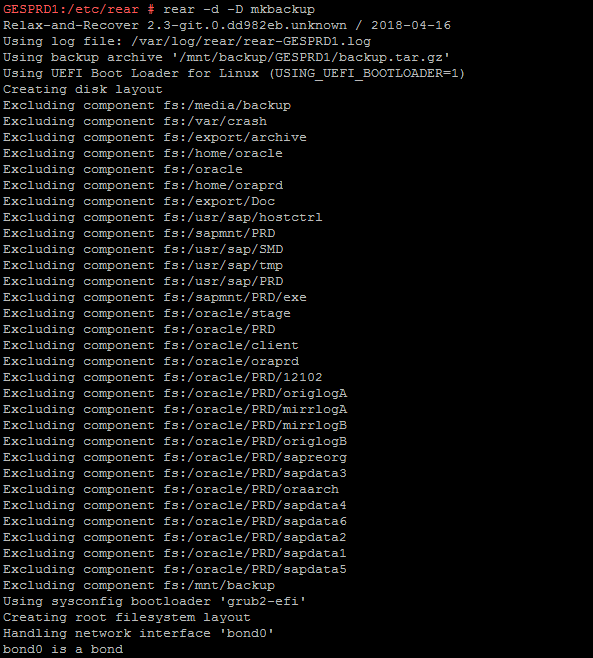 GESPRD1:/etc/rear # rear -d -D mkbackup
Relax-and-Recover 2.3-git.0.dd982eb.unknown / 2018-04-16
Using log file: /var/log/rear/rear-GESPRD1.log
Using backup archive '/mnt/backup/GESPRD1/backup.tar.gz'
Using UEFI Boot Loader for Linux (USING_UEFI_BOOTLOADER=1)
Creating disk layout
Excluding component fs:/media/backup
Excluding component fs:/var/crash
Excluding component fs:/export/archive
Excluding component fs:/home/oracle
Excluding component fs:/oracle
Excluding component fs:/home/oraprd
Excluding component fs:/export/Doc
Excluding component fs:/usr/sap/hostctrl
Excluding component fs:/sapmnt/PRD
Excluding component fs:/usr/sap/SMD
Excluding component fs:/usr/sap/tmp
Excluding component fs:/usr/sap/PRD
Excluding component fs:/sapmnt/PRD/exe
Excluding component fs:/oracle/stage
Excluding component fs:/oracle/PRD
Excluding component fs:/oracle/client
Excluding component fs:/oracle/oraprd
Excluding component fs:/oracle/PRD/12102
Excluding component fs:/oracle/PRD/origlogA
Excluding component fs:/oracle/PRD/mirrlogA
Excluding component fs:/oracle/PRD/mirrlogB
Excluding component fs:/oracle/PRD/origlogB
Excluding component fs:/oracle/PRD/sapreorg
Excluding component fs:/oracle/PRD/sapdata3
Excluding component fs:/oracle/PRD/oraarch
Excluding component fs:/oracle/PRD/sapdata4
Excluding component fs:/oracle/PRD/sapdata6
Excluding component fs:/oracle/PRD/sapdata2
Excluding component fs:/oracle/PRD/sapdata1
Excluding component fs:/oracle/PRD/sapdata5
Excluding component fs:/mnt/backup
Using sysconfig bootloader 'grub2-efi'
Creating root filesystem layout
Handling network interface 'bond0'
bond0 is a bond